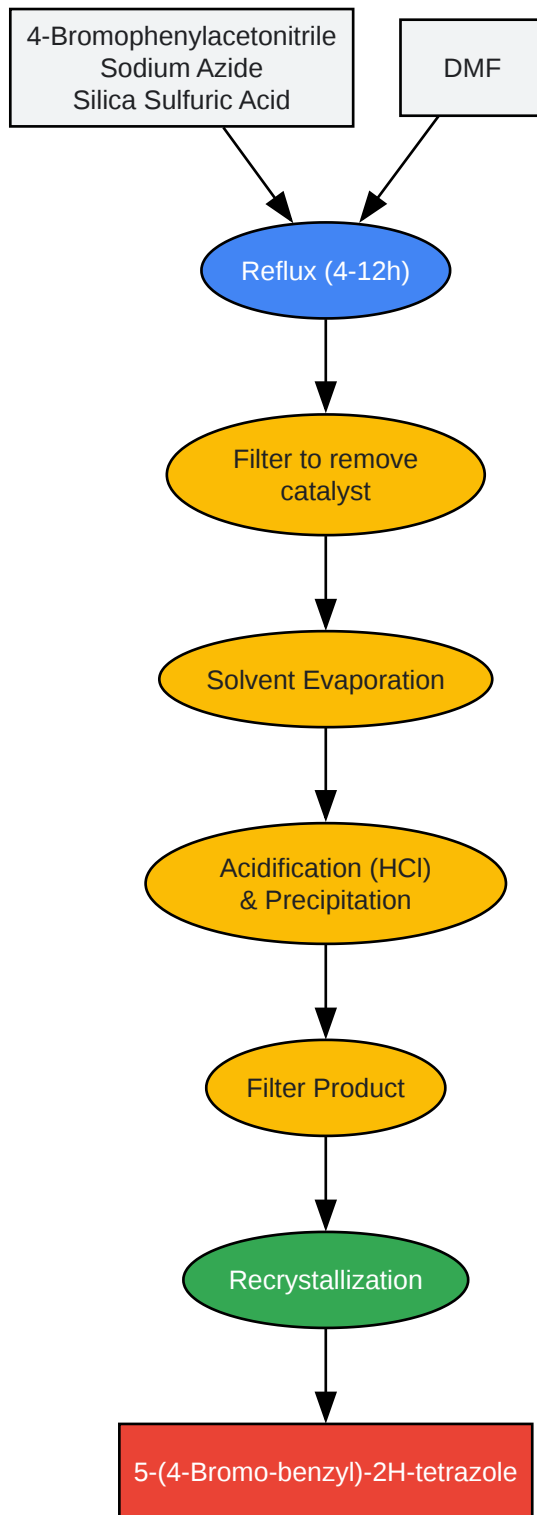 4-Bromophenylacetonitrile
Sodium Azide
Silica Sulfuric Acid
DMF
Reflux (4-12h)
Filter to remove
catalyst
Solvent Evaporation
Acidification (HCl)
& Precipitation
Filter Product
Recrystallization
5-(4-Bromo-benzyl)-2H-tetrazole